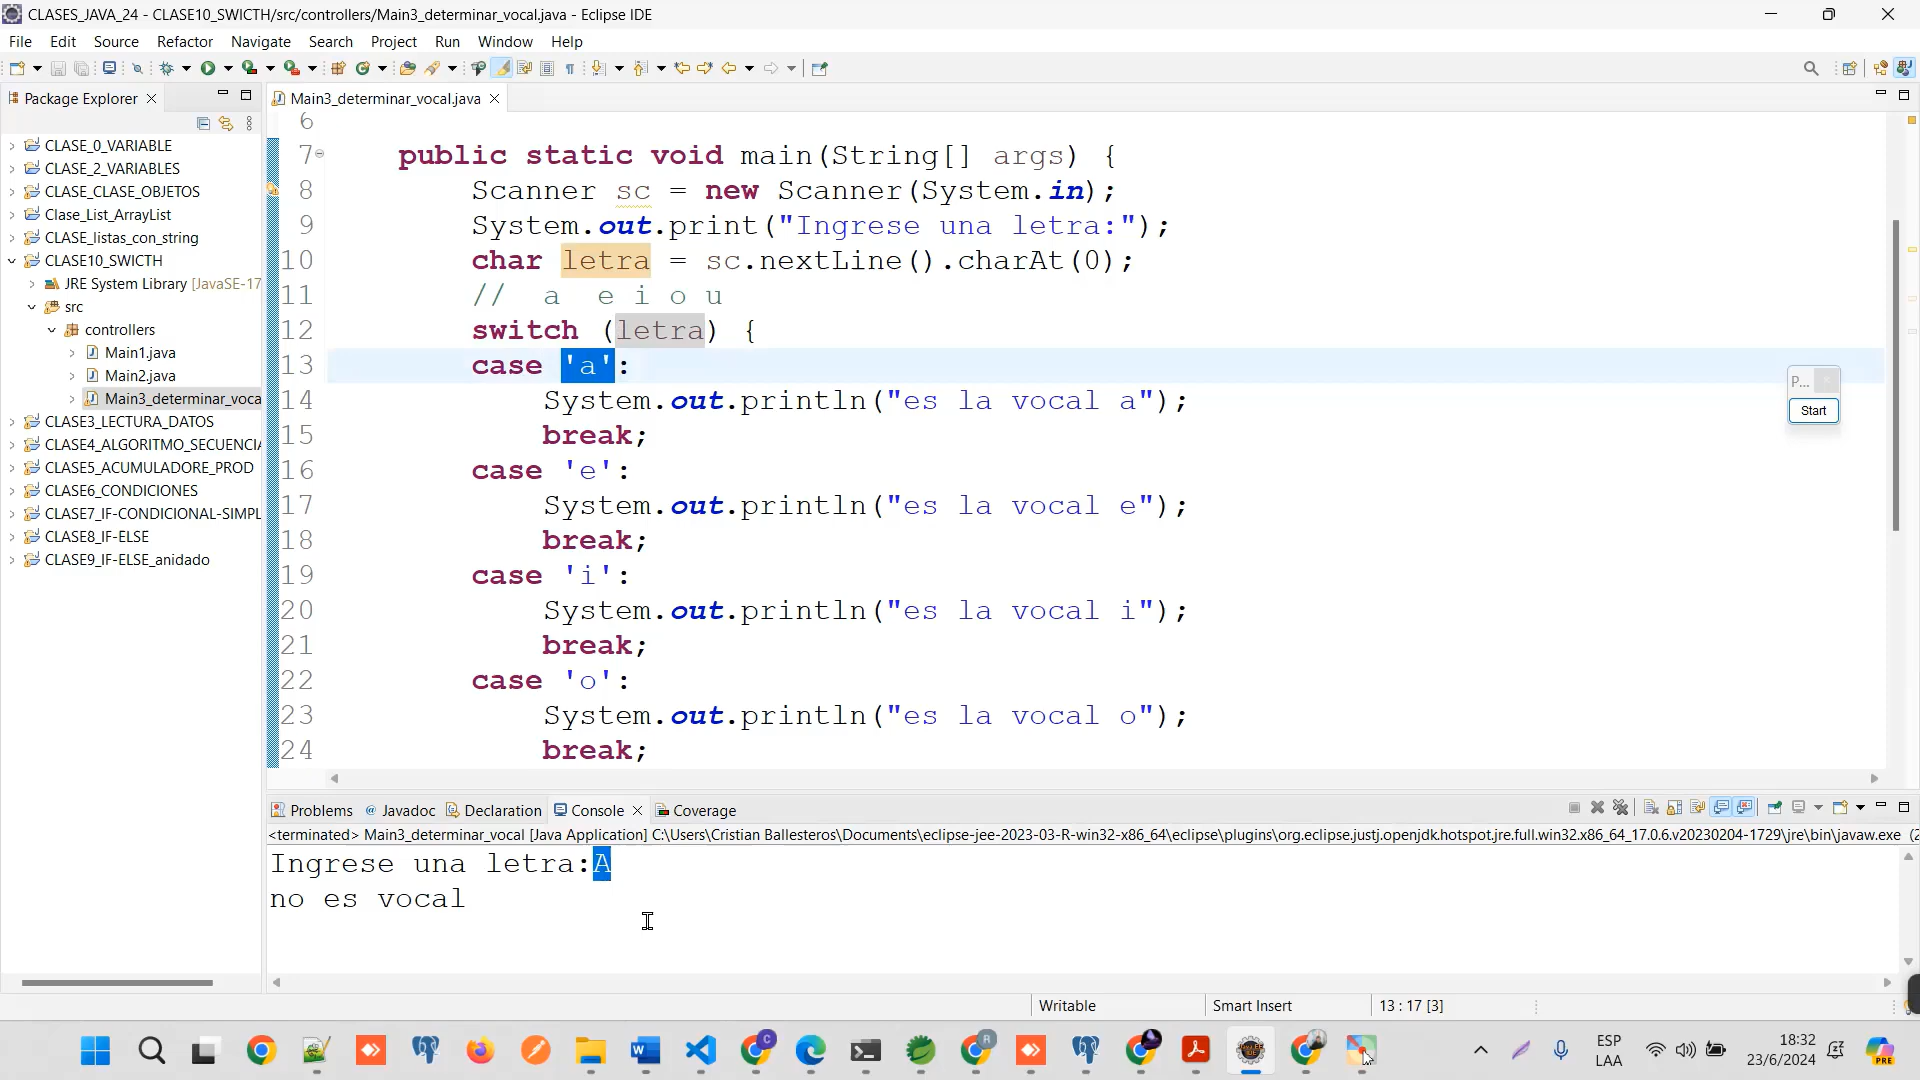 CLASES_JAVA_24 - CLASE10_SWICTH/src/controllers/Main3_determinar_vocal.java - Eclipse IDE
File Edit Source Refactor Navigate Search Project Run Window Help
Package Explorer
Main3_determinar_vocal.java
CLASE_0_VARIABLE
CLASE_2_VARIABLES
CLASE_CLASE_OBJETOS
Clase_List_ArrayList
CLASE_listas_con_string
CLASE10_SWICTH
JRE System Library [JavaSE-17
src
controllers
Main1.java
Main2.java
Main3_determinar_voca
CLASE3_LECTURA_DATOS
CLASE4_ALGORITMO_SECUENCIA
CLASE5_ACUMULADORE_PROD
CLASE6_CONDICIONES
CLASE7_IF-CONDICIONAL-SIMPL
CLASE8_IF-ELSE
CLASE9_IF-ELSE_anidado
6
7 public static void main(String[] args) {
8 Scanner sc = new Scanner(System.in);
9 System.out.print("Ingrese una letra:");
10 char letra = sc.nextLine().charAt(0);
11 // a e i o u
12 switch (letra) {
13 case 'a':
14 System.out.println("es la vocal a");
15 break;
16 case 'e':
17 System.out.println("es la vocal e");
18 break;
19 case 'i':
20 System.out.println("es la vocal i");
21 break;
22 case 'o':
23 System.out.println("es la vocal o");
24 break;
P...
Start
Problems Javadoc Declaration Console Coverage
<terminated> Main3_determinar_vocal [Java Application] C:\Users\Cristian Ballesteros\Documents\eclipse-jee-2023-03-R-win32-x86_64\eclipse\plugins\org.eclipse.justj.openjdk.hotspot.jre.full.win32.x86_64_17.0.6.v20230204-1729\jre\bin\javaw.exe (2
Ingrese una letra:A
no es vocal
Writable Smart Insert 13 : 17 [3]
ESP
LAA
18:32
23/6/2024
PRE